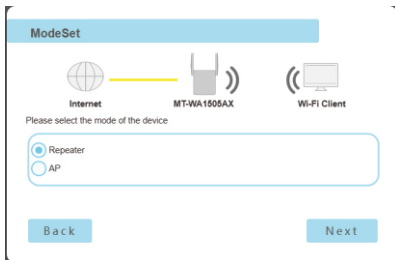 ModeSet
Internet MT-WA1505AX Wi-Fi Client
Please select the mode of the device
Repeater
AP
Back Next